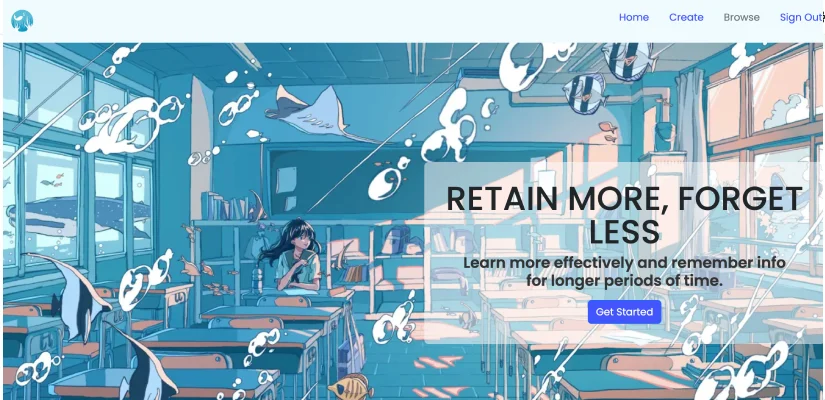 Home Create Browse Sign Out
RETAIN MORE, FORGET
LESS
Learn more effectively and remember info
for longer periods of time.
Get Started